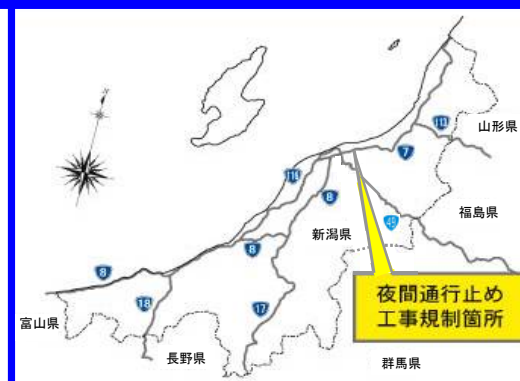 113
山形県
7
116
8
福島県
49
新潟県
8
8
夜間通行止め
工事規制箇所
18
17
富山県
長野県
群馬県